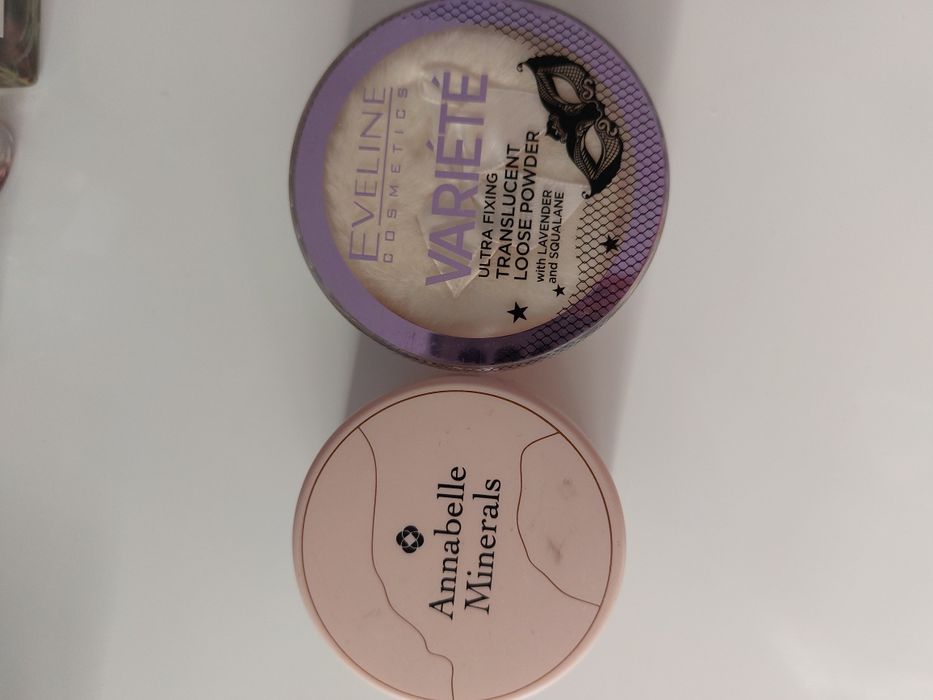 EVELINE
COSMETICS
VARIÉTÉ
ULTRA FIXING
TRANSLUCENT
LOOSE POWDER
with LAVENDER
and SQUALANE
Annabelle
Minerals